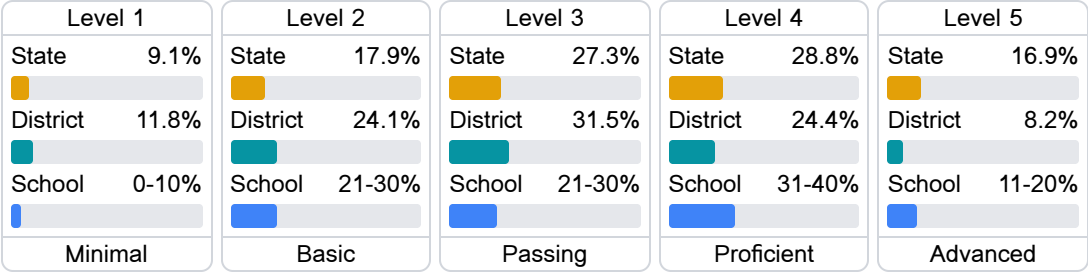 Level 1
State 9.1%
District 11.8%
School 0-10%
Minimal
Level 2
State 17.9%
District 24.1%
School 21-30%
Basic
Level 3
State 27.3%
District 31.5%
School 21-30%
Passing
Level 4
State 28.8%
District 24.4%
School 31-40%
Proficient
Level 5
State 16.9%
District 8.2%
School 11-20%
Advanced